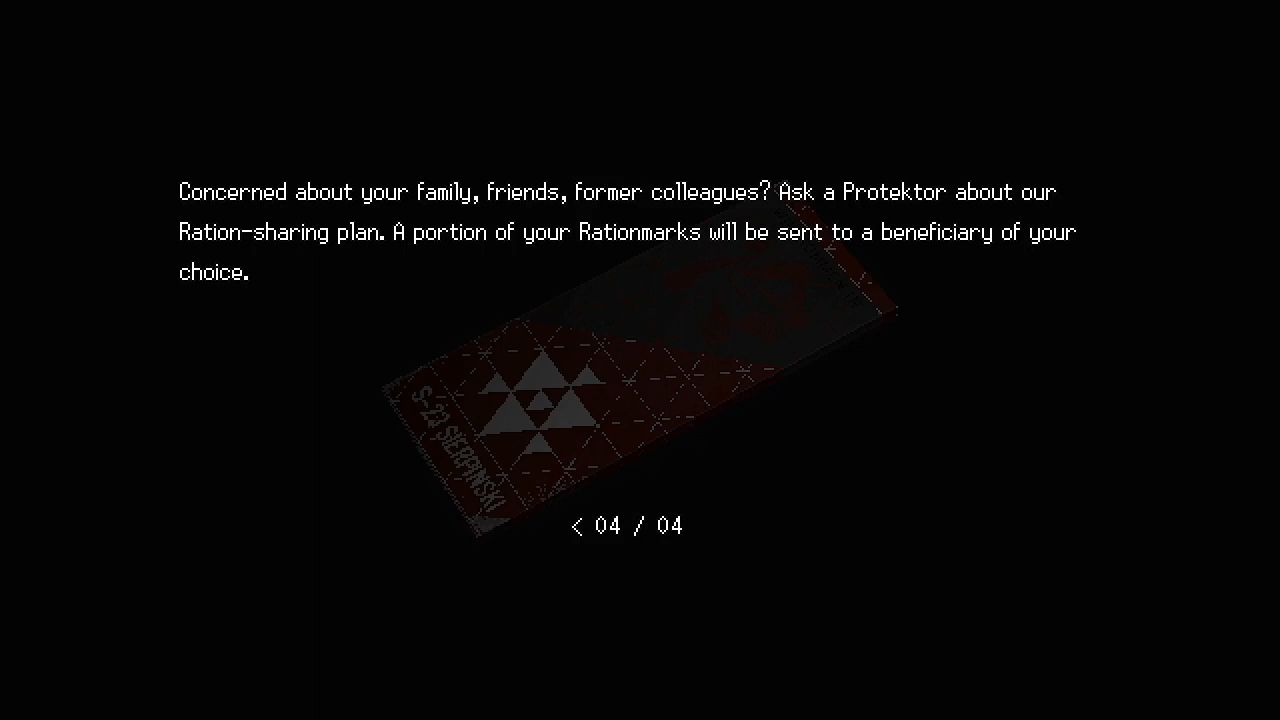 Concerned about your family, friends, former colleagues? Ask a Protektor about our
Ration-sharing plan. A portion of your Rationmarks will be sent to a beneficiary of your
choice.
S-23 SIERPINSKI
< 04 / 04